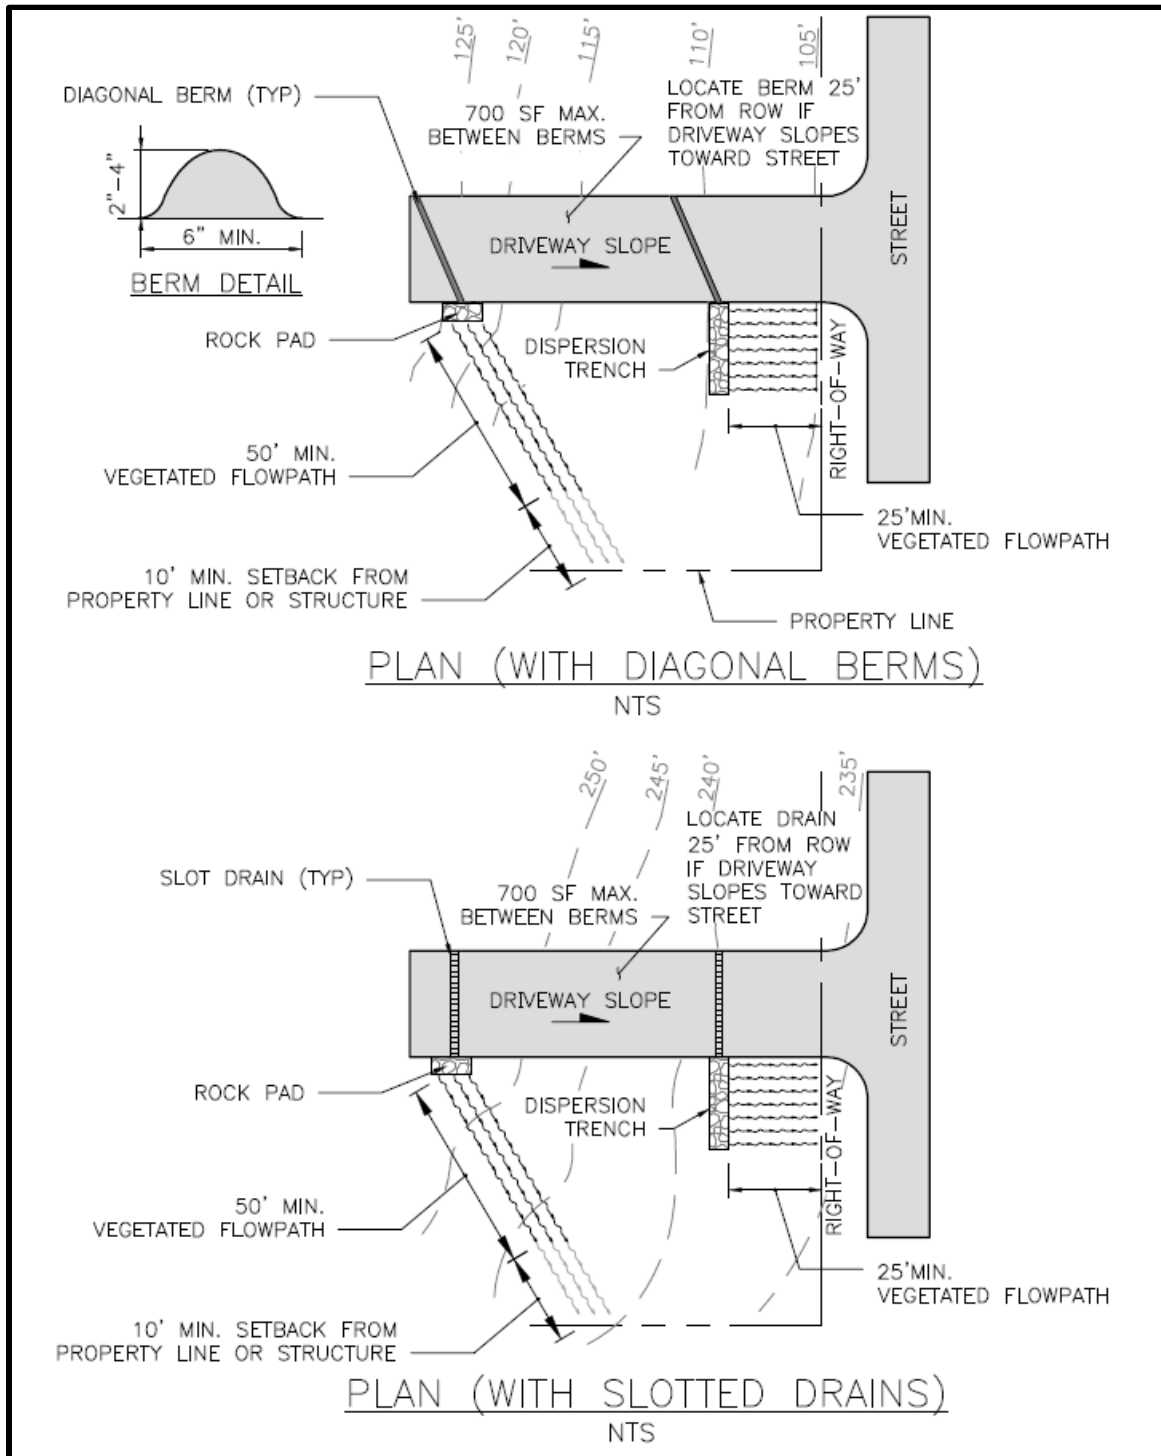 125'
120'
115'
110'
105'
DIAGONAL BERM (TYP)
700 SF MAX.
BETWEEN BERMS
LOCATE BERM 25'
FROM ROW IF
DRIVEWAY SLOPES
TOWARD STREET
2"-4"
6" MIN.
BERM DETAIL
DRIVEWAY SLOPE
STREET
ROCK PAD
DISPERSION
TRENCH
RIGHT-OF-WAY
50' MIN.
VEGETATED FLOWPATH
25'MIN.
VEGETATED FLOWPATH
10' MIN. SETBACK FROM
PROPERTY LINE OR STRUCTURE
PROPERTY LINE
PLAN (WITH DIAGONAL BERMS)
NTS
250'
245'
240'
235'
SLOT DRAIN (TYP)
700 SF MAX.
BETWEEN BERMS
LOCATE DRAIN
25' FROM ROW
IF DRIVEWAY
SLOPES TOWARD
STREET
DRIVEWAY SLOPE
STREET
ROCK PAD
DISPERSION
TRENCH
RIGHT-OF-WAY
50' MIN.
VEGETATED FLOWPATH
25'MIN.
VEGETATED FLOWPATH
10' MIN. SETBACK FROM
PROPERTY LINE OR STRUCTURE
PLAN (WITH SLOTTED DRAINS)
NTS